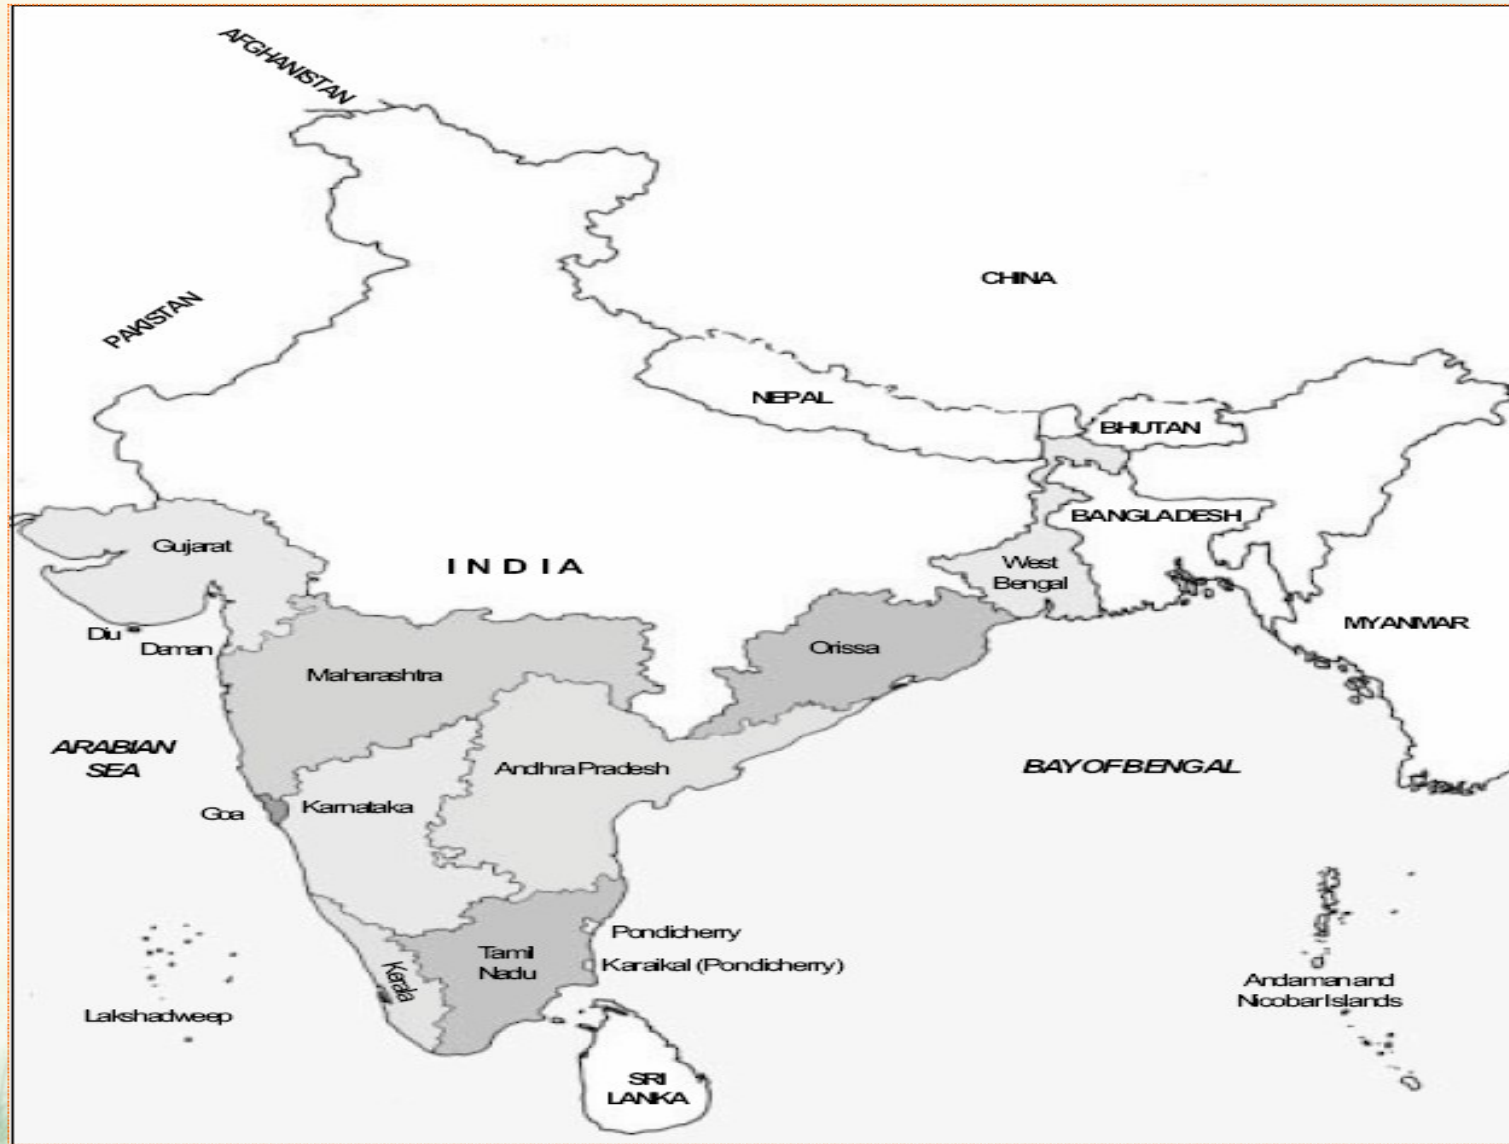 AFGHANISTAN
PAKISTAN
CHINA
NEPAL
BHUTAN
BANGLADESH
Gujarat
INDIA
West
Bengal
Diu
Daman
MYANMAR
Orissa
Maharashtra
ARABIAN
SEA
Andhra Pradesh
BAY OF BENGAL
Goa
Karnataka
Pondicherry
Tamil
Nadu
Karaikal (Pondicherry)
Kerala
Lakshadweep
Andaman and
Nicobar Islands
SRI
LANKA